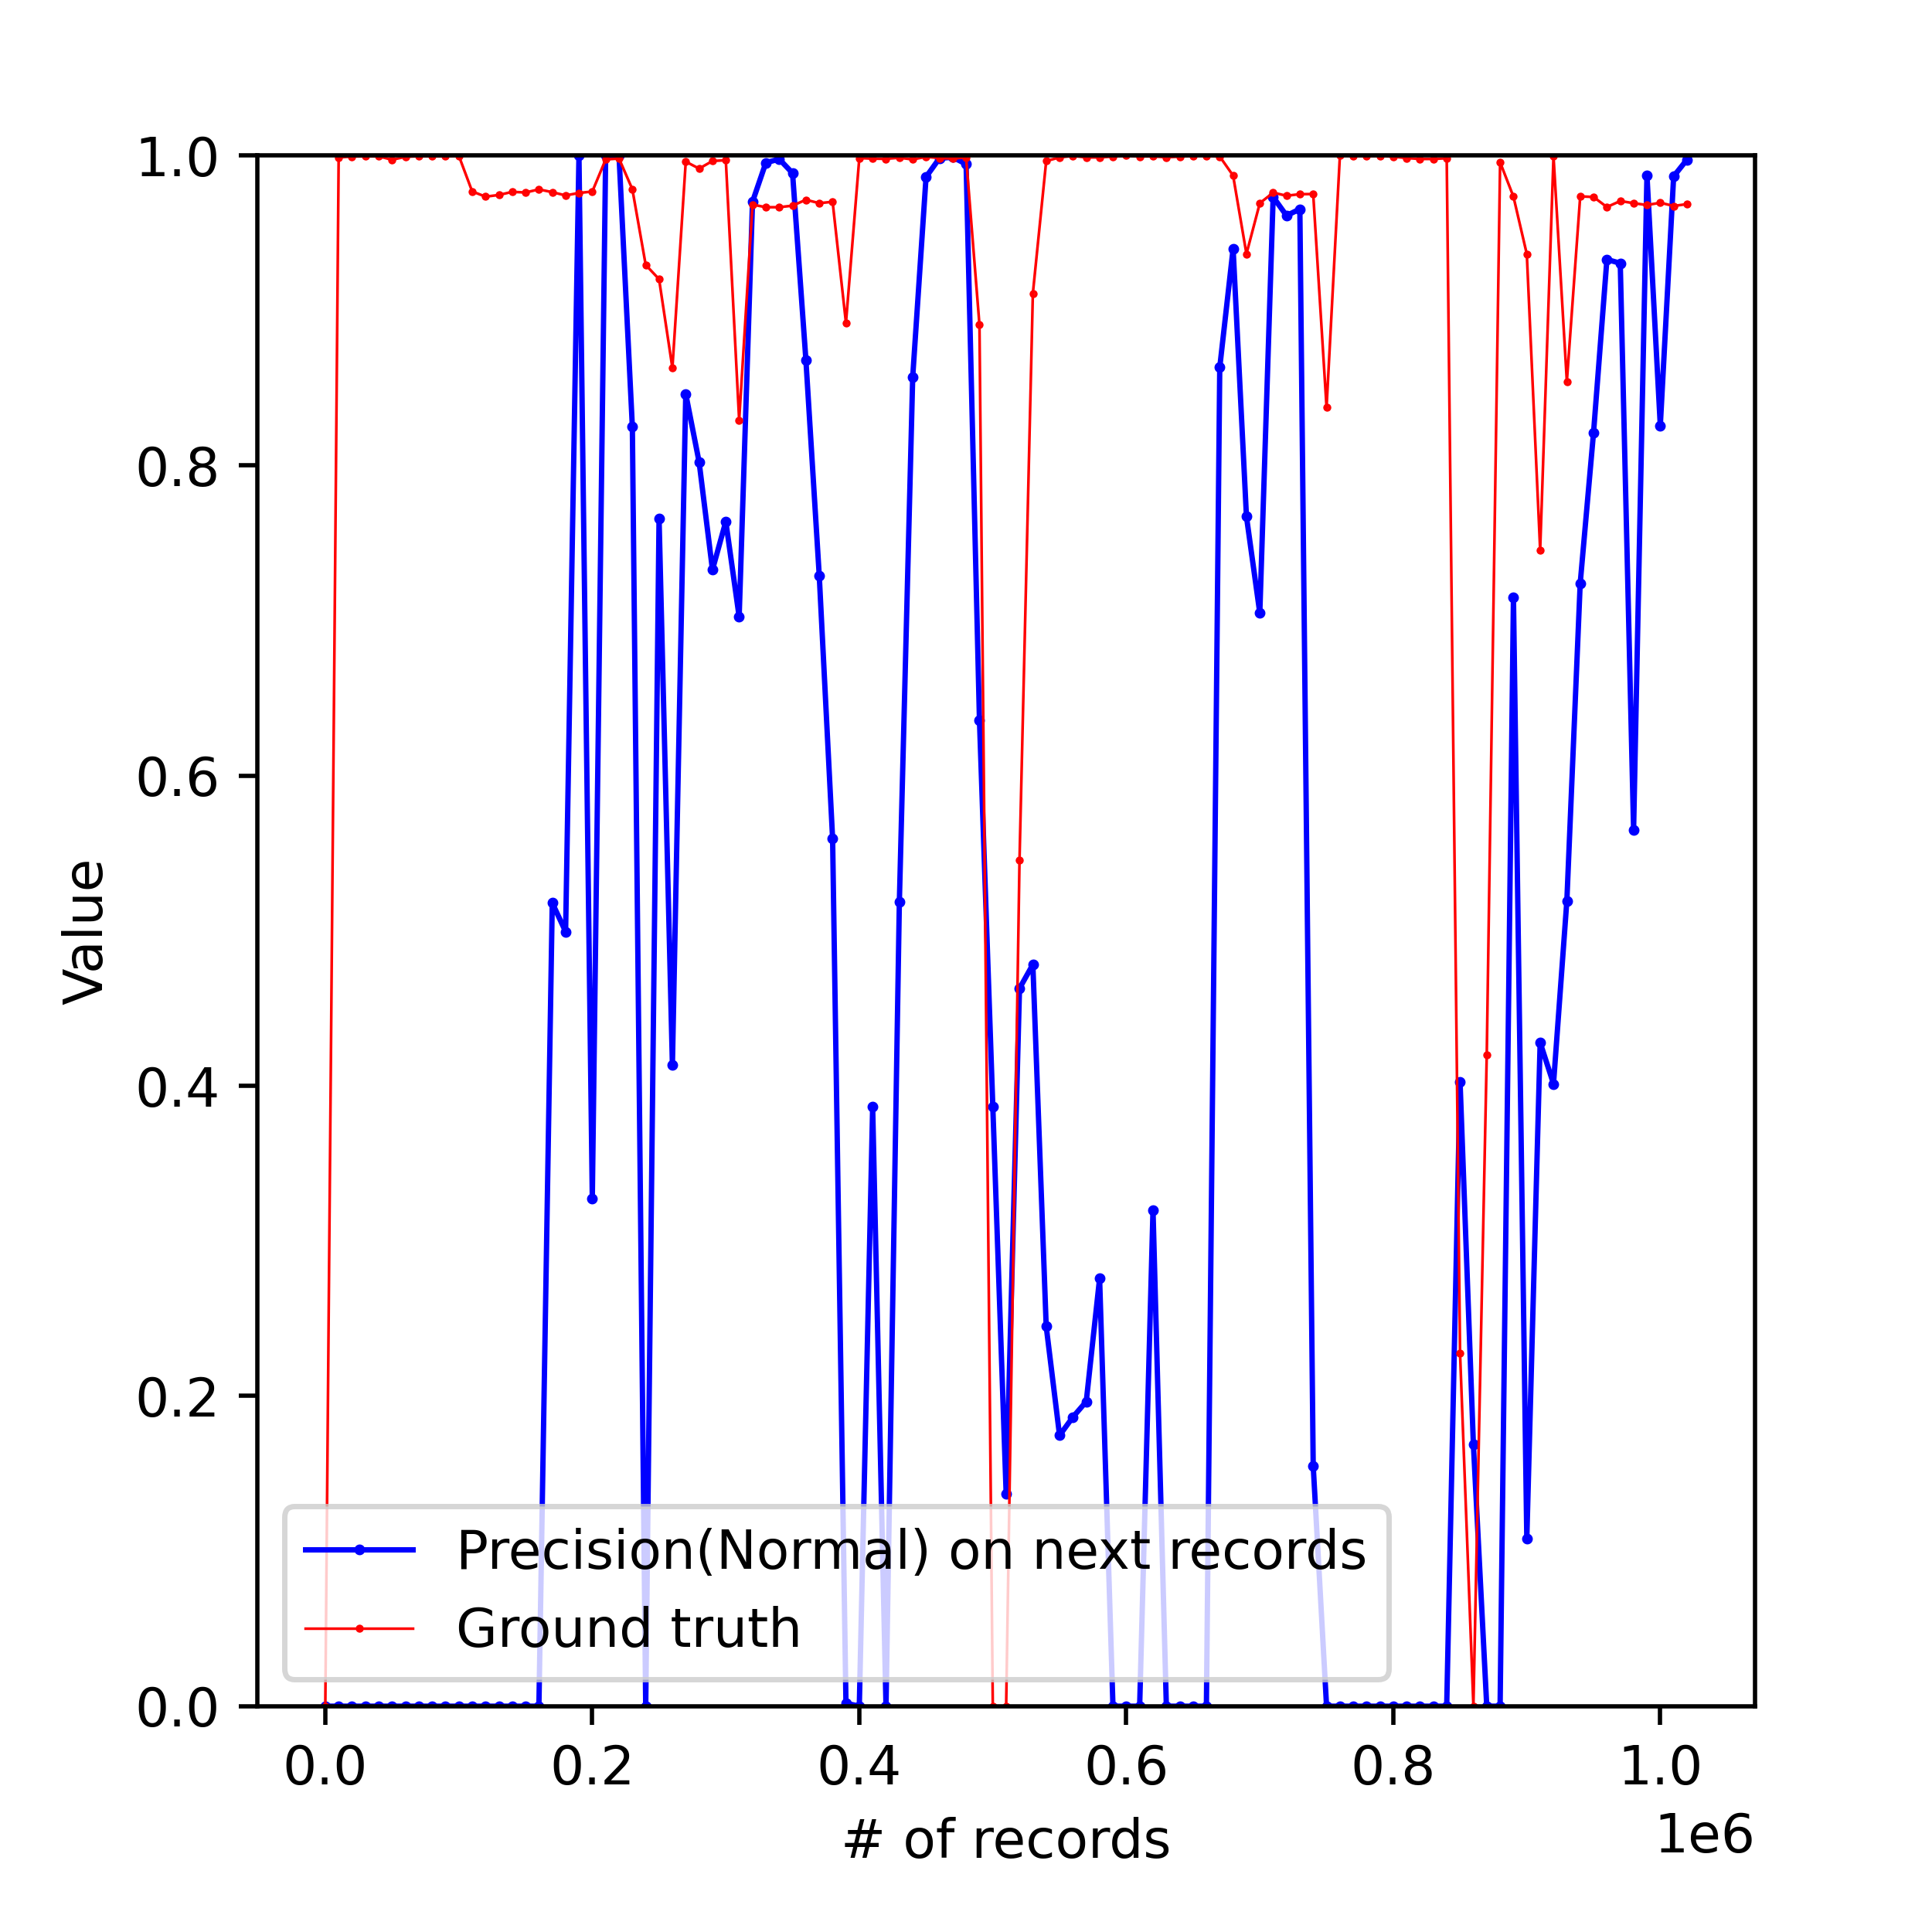 1.0
0.8
0.6
0.4
0.2
0.0
Value
Precision(Normal) on next records
Ground truth
0.0 0.2 0.4 0.6 0.8 1.0
# of records
1e6